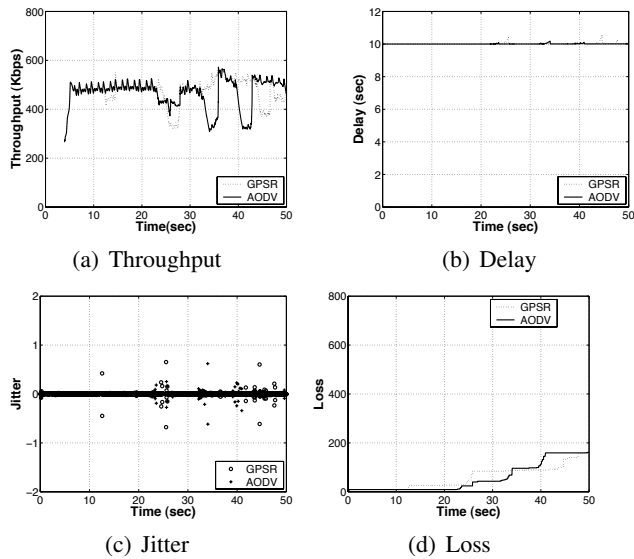 800
600
400
200
0
0 10 20 30 40 50
Throughput (Kbps)
Time(sec)
GPSR
AODV
(a) Throughput
12
10
8
6
4
2
0
0 10 20 30 40 50
Delay (sec)
Time(sec)
GPSR
AODV
(b) Delay
2
1
0
−1
−2
0 10 20 30 40 50
Jitter
Time (sec)
GPSR
AODV
(c) Jitter
800
600
400
200
0
0 10 20 30 40 50
Loss
Time (sec)
GPSR
AODV
(d) Loss